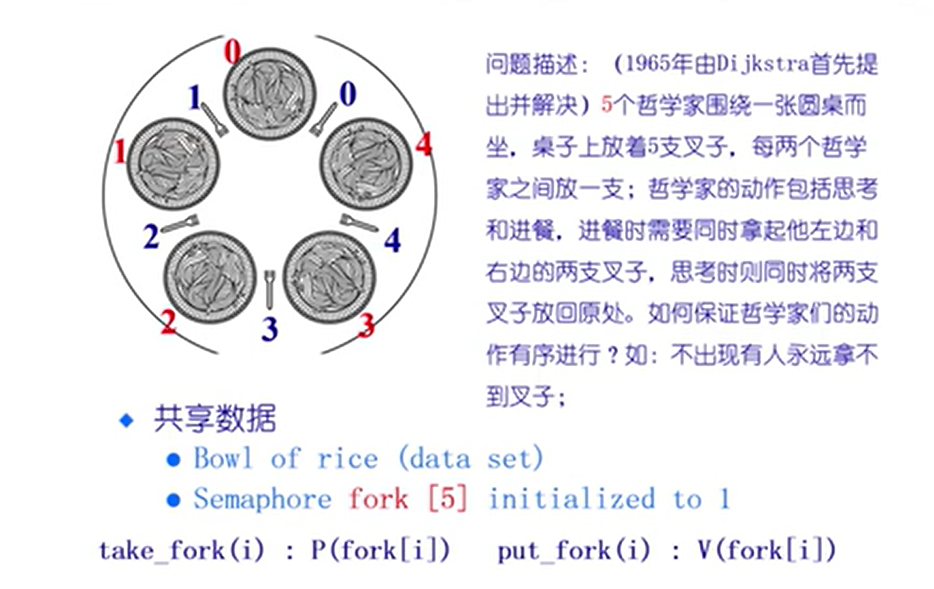 0
1
0
1
4
2
4
2
3
3
问题描述：（1965年由Dijkstra首先提
出并解决）5个哲学家围绕一张圆桌而
坐，桌子上放着5支叉子，每两个哲学
家之间放一支；哲学家的动作包括思考
和进餐，进餐时需要同时拿起他左边和
右边的两支叉子，思考时则同时将两支
叉子放回原处。如何保证哲学家们的动
作有序进行？如：不出现有人永远拿不
到叉子；
共享数据
Bowl of rice (data set)
Semaphore fork [5] initialized to 1
take_fork(i) : P(fork[i]) put_fork(i) : V(fork[i])